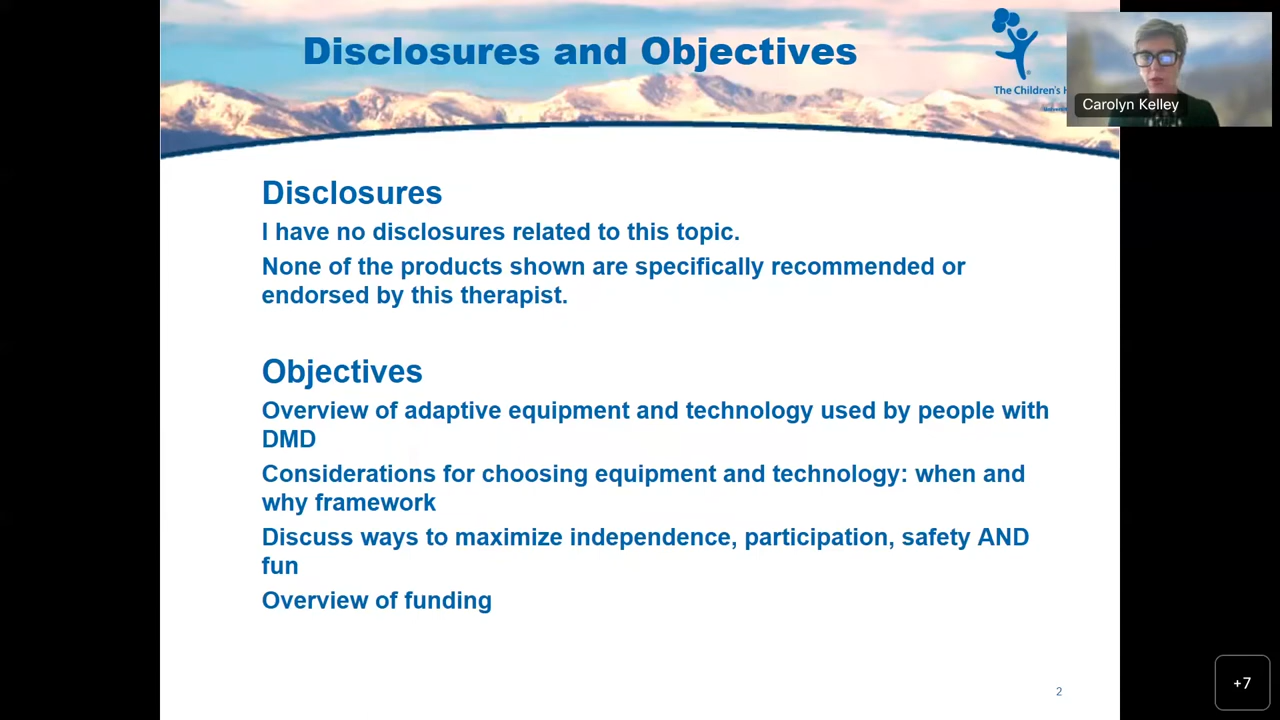 Disclosures and Objectives
The Children's H
Carolyn Kelley
Disclosures
I have no disclosures related to this topic.
None of the products shown are specifically recommended or
endorsed by this therapist.
Objectives
Overview of adaptive equipment and technology used by people with
DMD
Considerations for choosing equipment and technology: when and
why framework
Discuss ways to maximize independence, participation, safety AND
fun
Overview of funding
2
+7